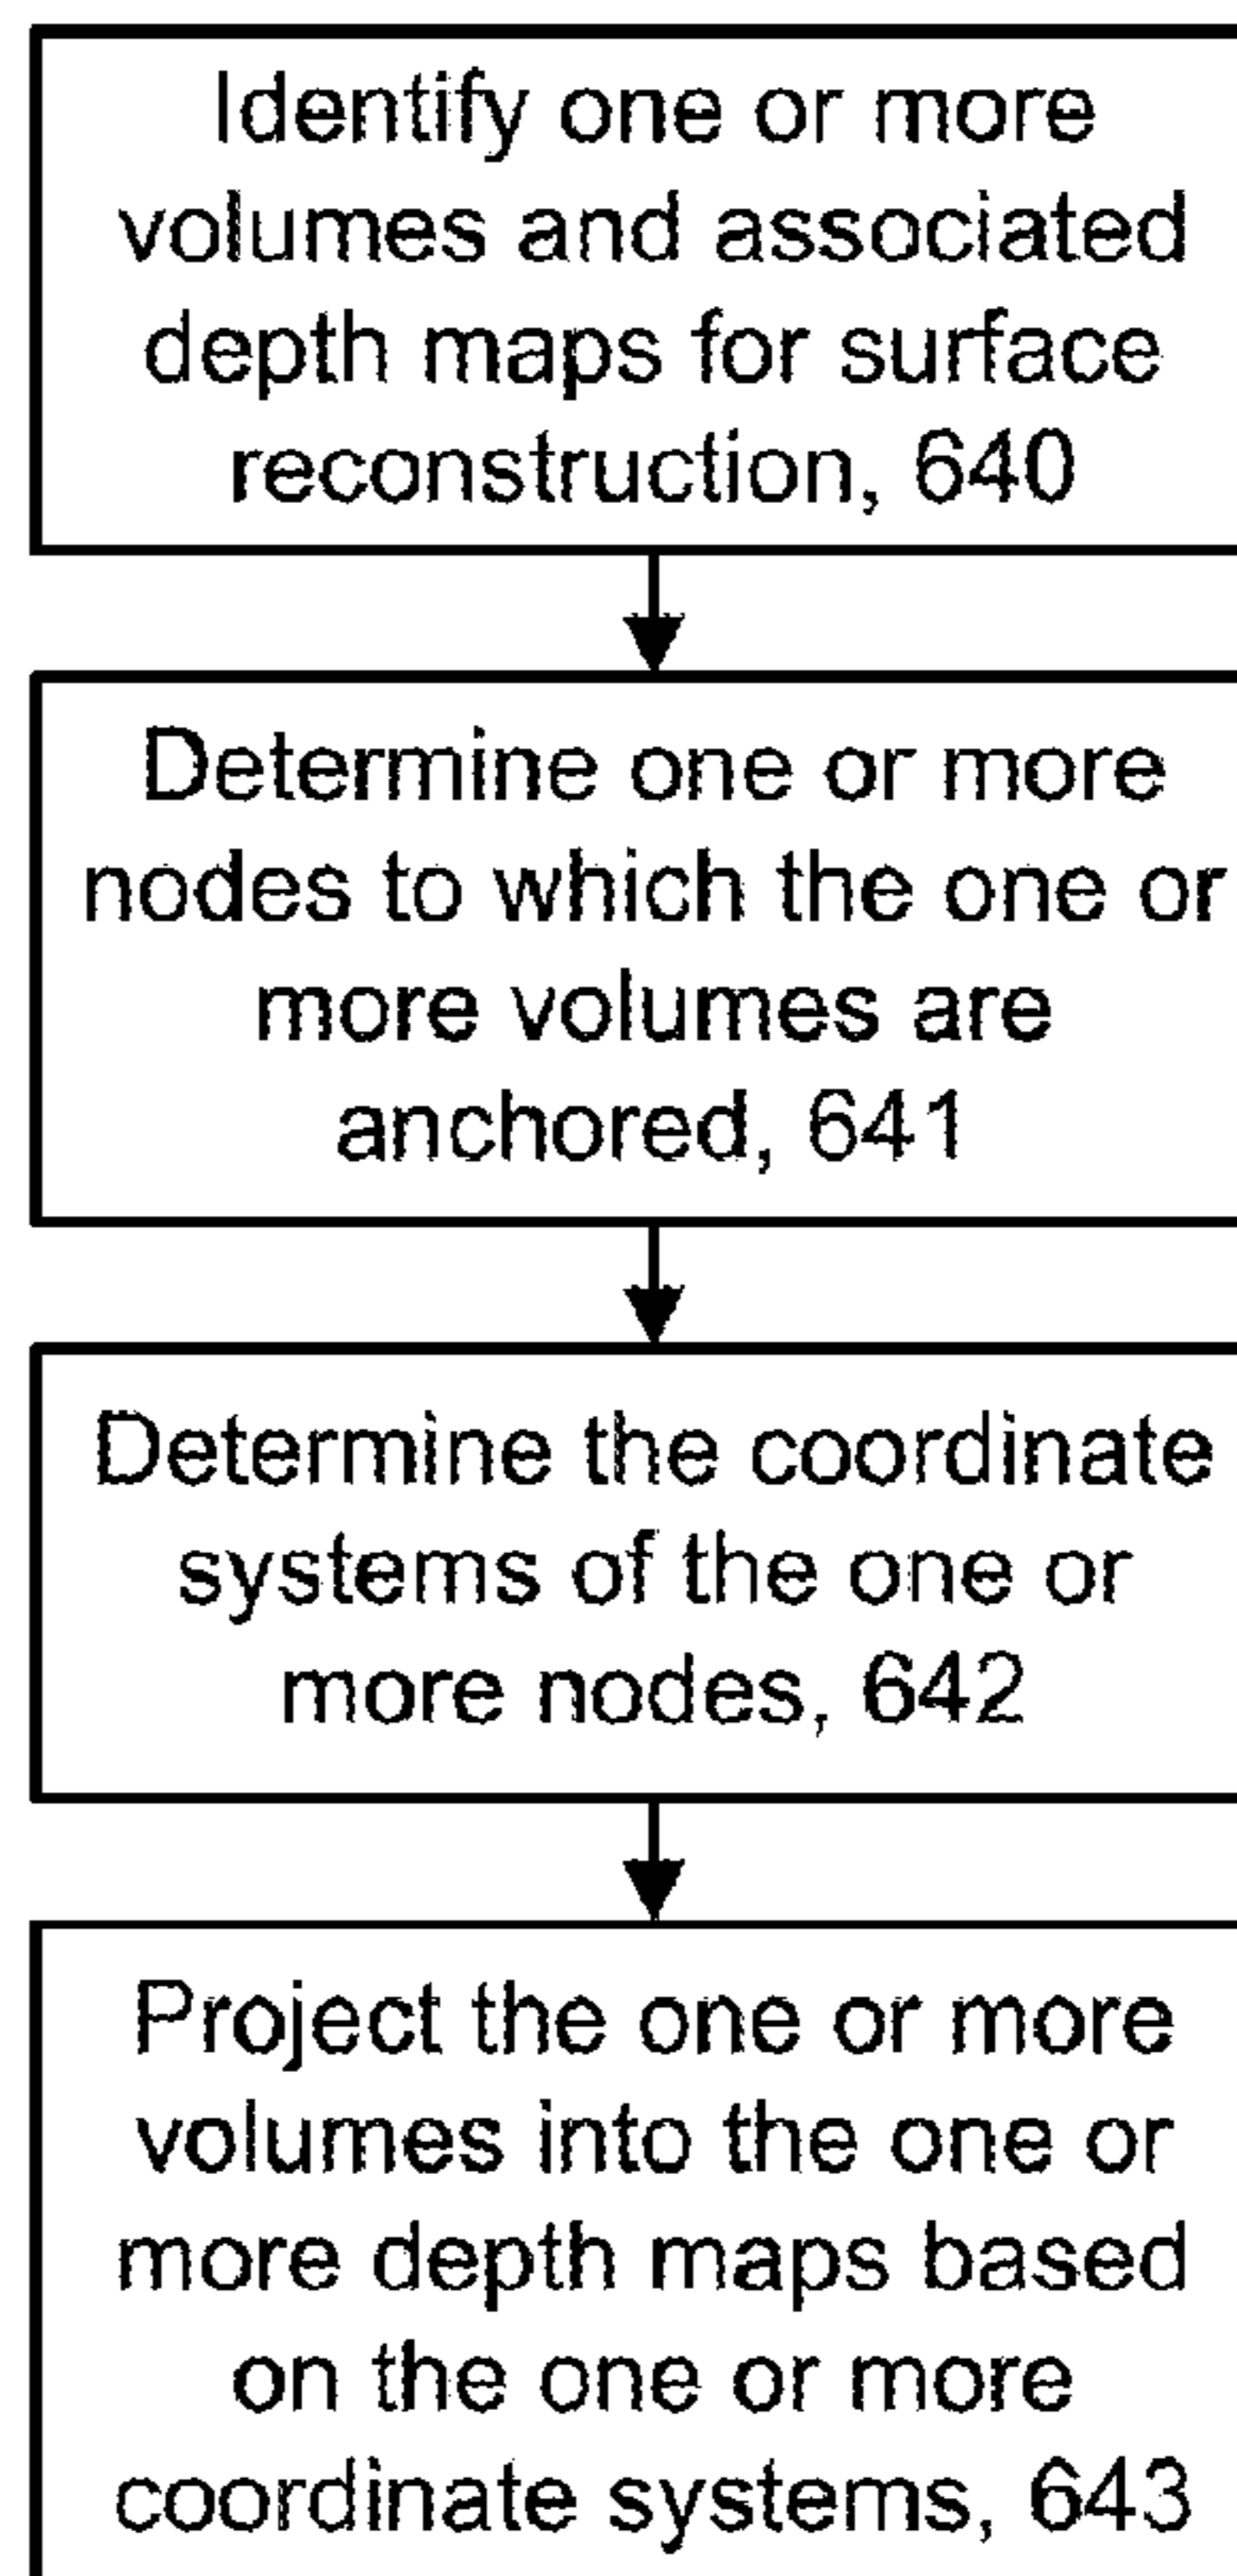 Identify one or more
volumes and associated
depth maps for surface
reconstruction, 640
Determine one or more
nodes to which the one or
more volumes are
anchored, 641
Determine the coordinate
systems of the one or
more nodes, 642
Project the one or more
volumes into the one or
more depth maps based
on the one or more
coordinate systems, 643